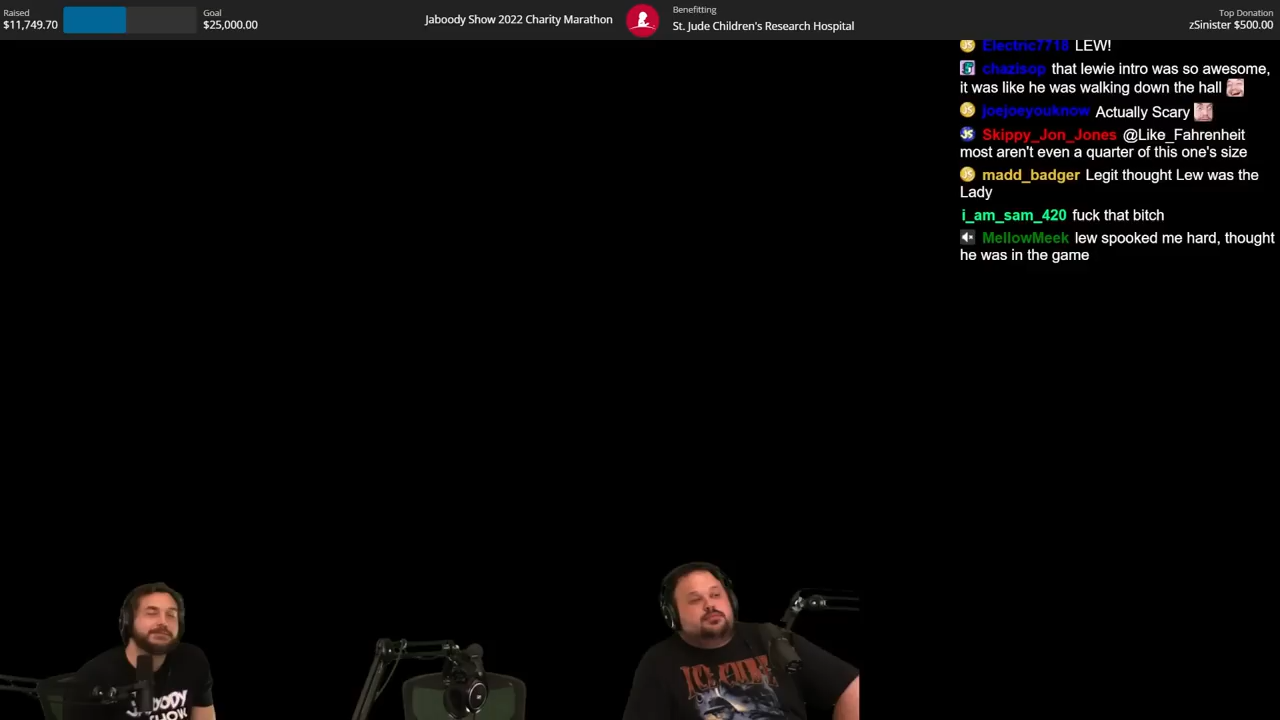 Raised
$11,749.70
Goal
$25,000.00
Jaboody Show 2022 Charity Marathon
Benefitting
St. Jude Children's Research Hospital
Top Donation
zSinister $500.00
Electric7718 LEW!
chazisop that lewie intro was so awesome,
it was like he was walking down the hall
joejoeyouknow Actually Scary
Skippy_Jon_Jones @Like_Fahrenheit
most aren't even a quarter of this one's size
madd_badger Legit thought Lew was the
Lady
i_am_sam_420 fuck that bitch
MellowMeek lew spooked me hard, thought
he was in the game
JABOODY
SHOW